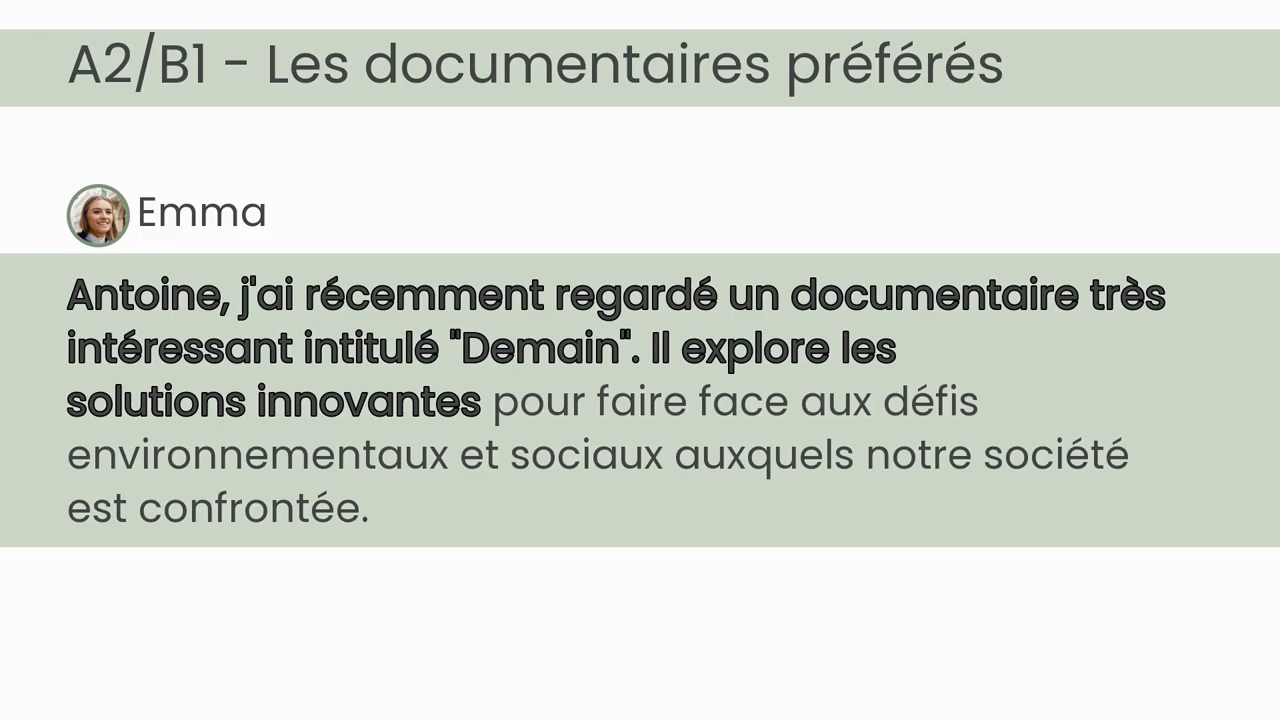 A2/B1 - Les documentaires préférés
Emma
Antoine, j'ai récemment regardé un documentaire très
intéressant intitulé "Demain". Il explore les
solutions innovantes pour faire face aux défis
environnementaux et sociaux auxquels notre société
est confrontée.